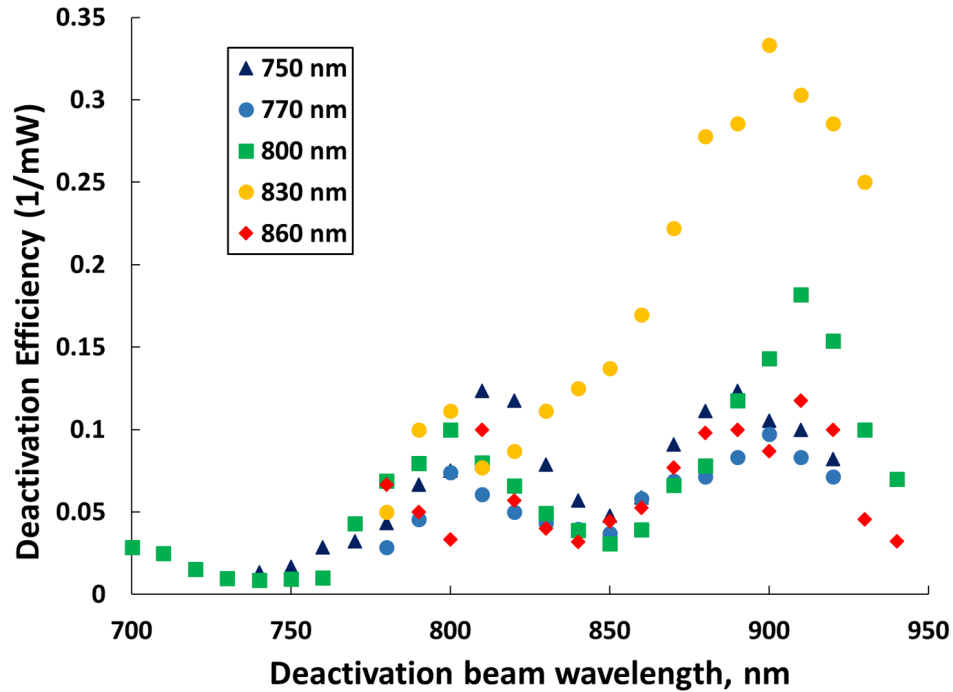 0.35
0.3
0.25
0.2
0.15
0.1
0.05
0
Deactivation Efficiency (1/mW)
750 nm
770 nm
800 nm
830 nm
860 nm
700 750 800 850 900 950
Deactivation beam wavelength, nm